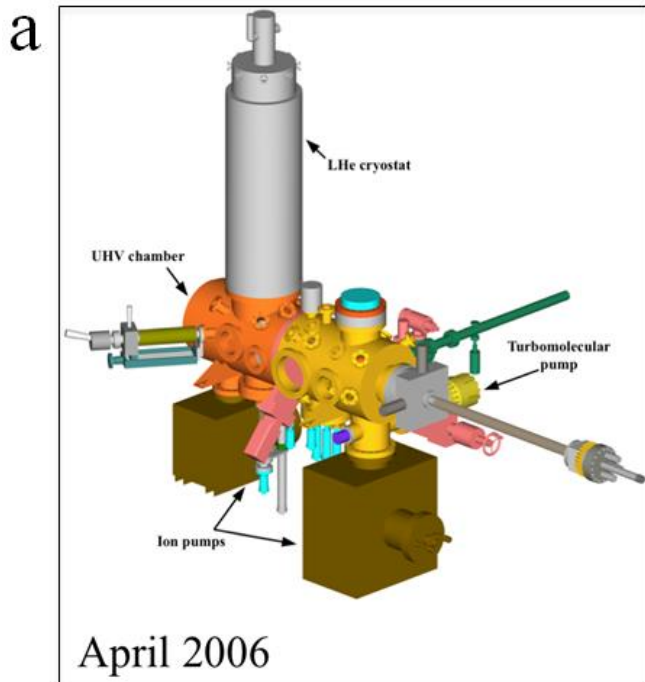 a
LHe cryostat
UHV chamber
Turbomolecular
pump
Ion pumps
April 2006